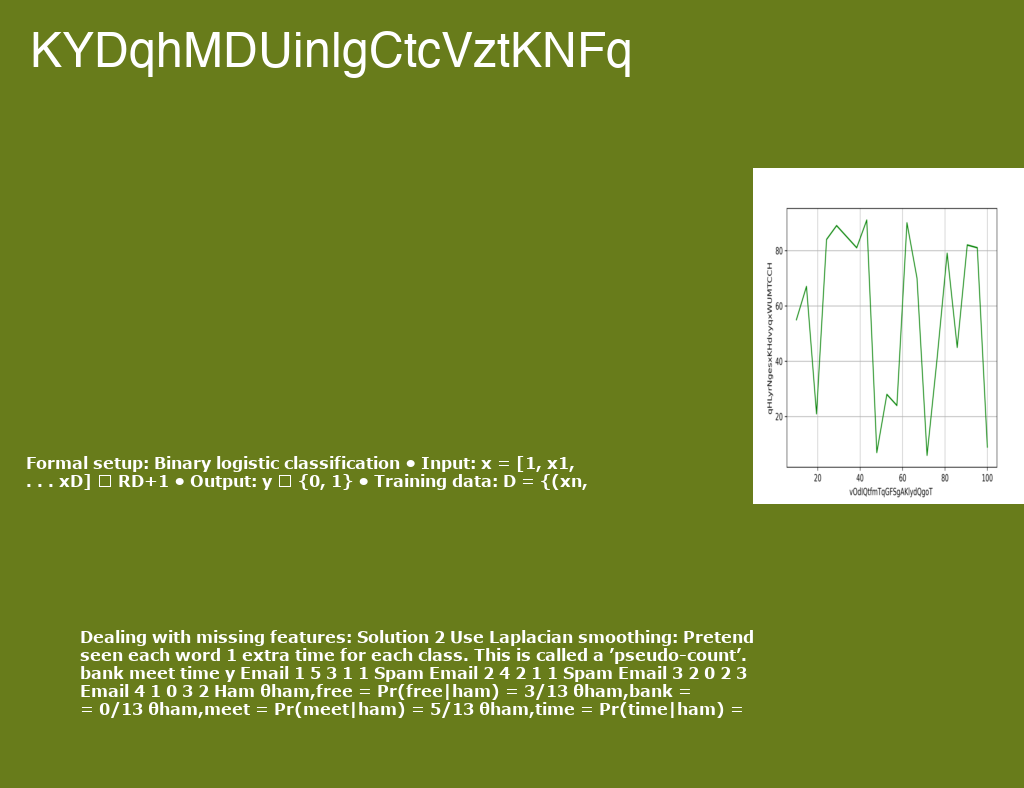 KYDqhMDUinlgCtcVztKNFq
80
60
40
20
qHLyrNgesxKHdvyqxWUMTCCH
20 40 60 80 100
vOdlQtfmTqGFSgAKlydQgoT
Formal setup: Binary logistic classification • Input: x = [1, x1,
. . . xD] □ RD+1 • Output: y □ {0, 1} • Training data: D = {(xn,
Dealing with missing features: Solution 2 Use Laplacian smoothing: Pretend
seen each word 1 extra time for each class. This is called a ’pseudo-count’.
bank meet time y Email 1 5 3 1 1 Spam Email 2 4 2 1 1 Spam Email 3 2 0 2 3
Email 4 1 0 3 2 Ham θham,free = Pr(free|ham) = 3/13 θham,bank =
= 0/13 θham,meet = Pr(meet|ham) = 5/13 θham,time = Pr(time|ham) =